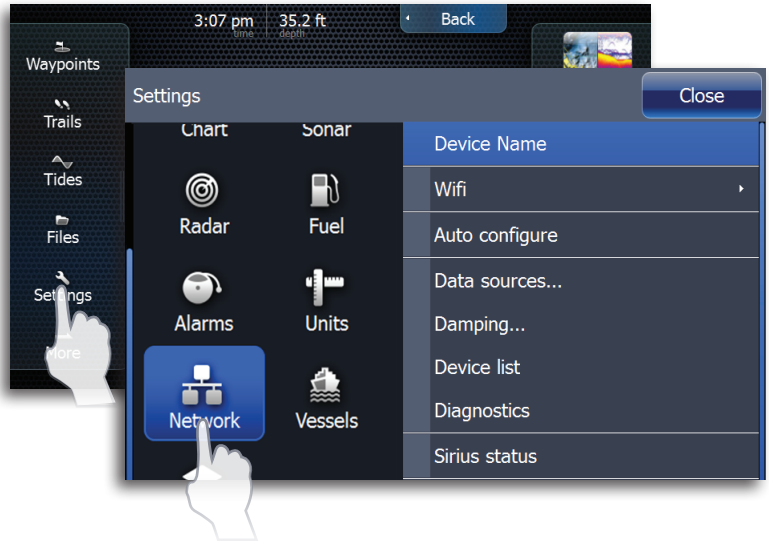 3:07 pm
time
35.2 ft
depth
Back
Waypoints
Trails
Tides
Files
Settings
More
Settings
Close
Chart
Sonar
Radar
Fuel
Alarms
Units
Network
Vessels
Device Name
Wifi
Auto configure
Data sources...
Damping...
Device list
Diagnostics
Sirius status